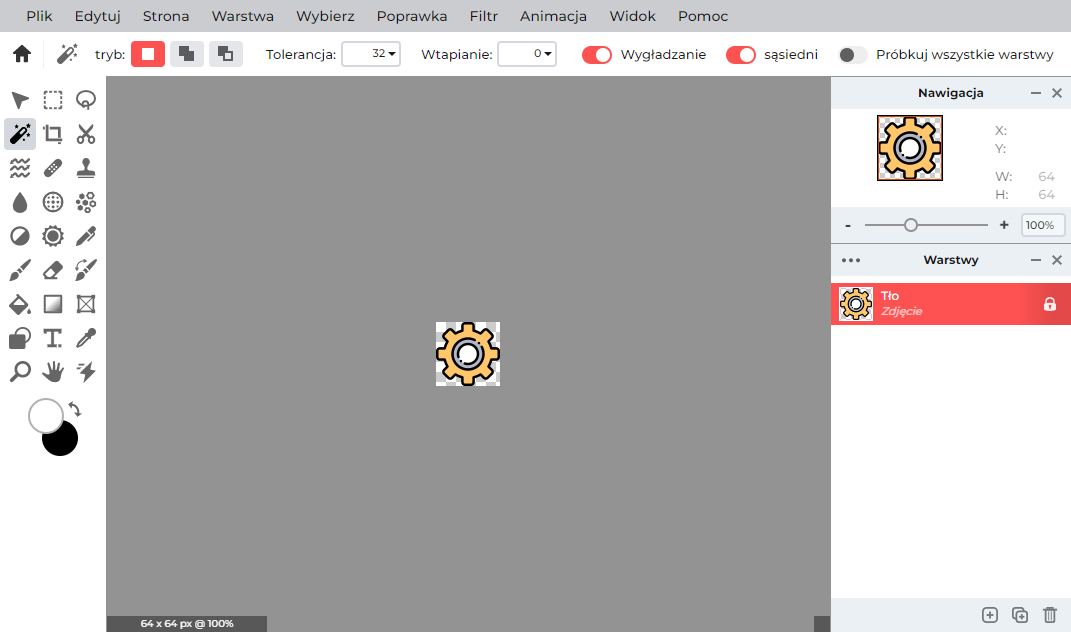 Plik Edytuj Strona Warstwa Wybierz Poprawka Filtr Animacja Widok Pomoc
tryb: Tolerancja: 32 Wtapianie: 0 Wygładzanie sąsiedni Próbkuj wszystkie warstwy
Nawigacja
X:
Y:
W: 64
H: 64
- + 100%
Warstwy
Tło
Zdjęcie
64 x 64 px @ 100%